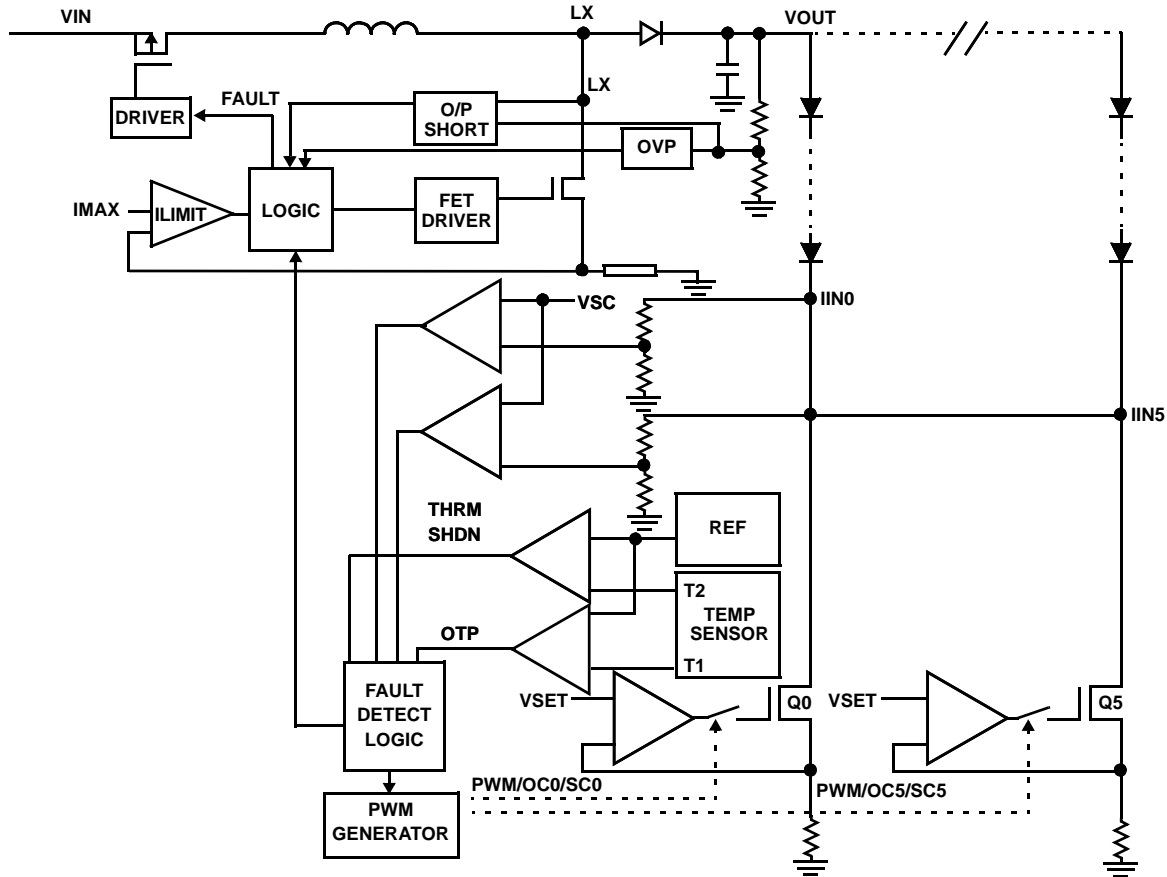 VIN
LX
VOUT
LX
FAULT
O/P
SHORT
DRIVER
OVP
IMAX
ILIMIT
LOGIC
FET
DRIVER
VSC
IIN0
IIN5
THRM
SHDN
REF
T2
TEMP
SENSOR
OTP
T1
FAULT
DETECT
LOGIC
VSET
Q0
VSET
Q5
PWM/OC0/SC0
PWM/OC5/SC5
PWM
GENERATOR